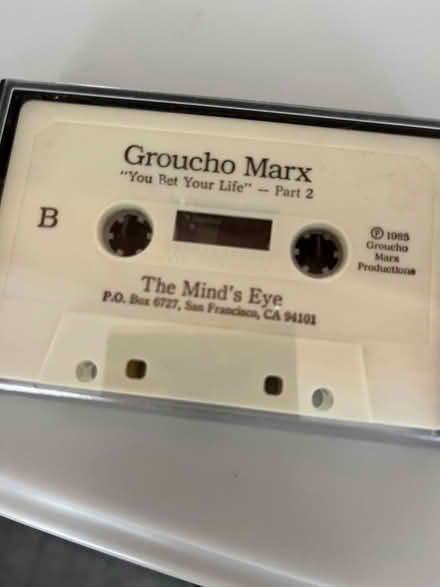 Groucho Marx
"You Bet Your Life" — Part 2
B
Ⓟ 1985
Groucho
Marx
Productions
The Mind's Eye
P.O. Box 6727, San Francisco, CA 94101